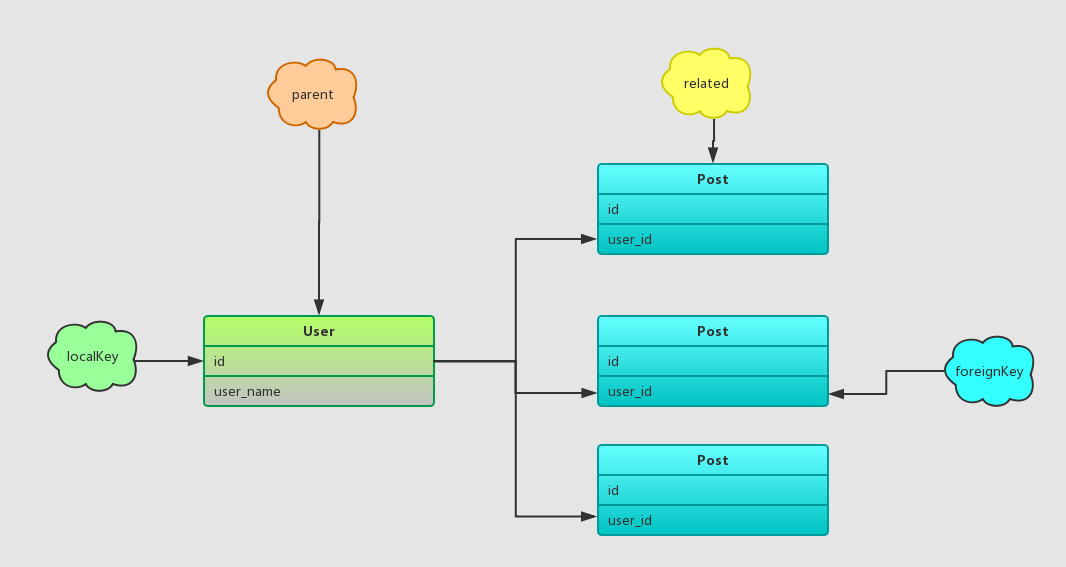 parent
related
Post
id
user_id
localKey
User
id
user_name
Post
id
user_id
foreignKey
Post
id
user_id